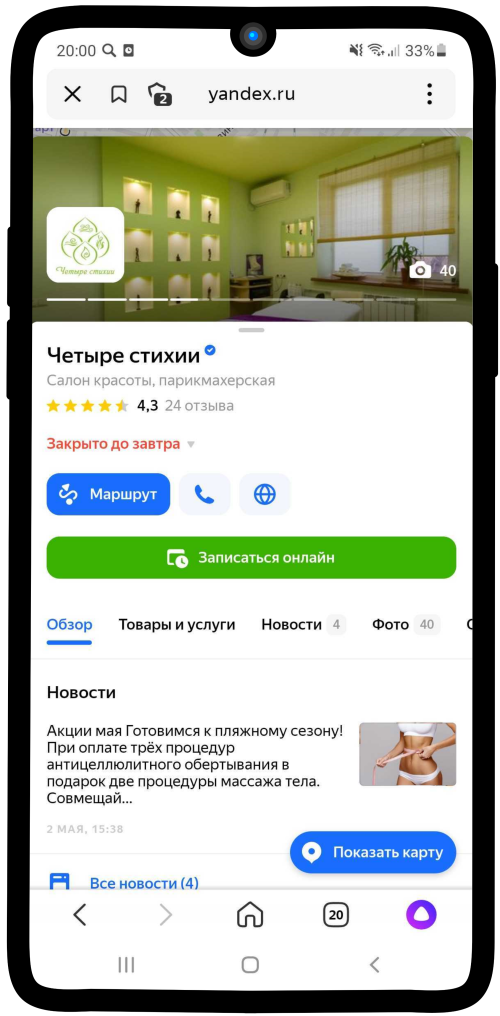 20:00
33%
2
yandex.ru
Четыре стихии
40
Четыре стихии
Салон красоты, парикмахерская
4,3 24 отзыва
Закрыто до завтра
Маршрут
Записаться онлайн
Обзор Товары и услуги Новости 4 Фото 40
Новости
Акции мая Готовимся к пляжному сезону!
При оплате трёх процедур
антицеллюлитного обертывания в
подарок две процедуры массажа тела.
Совмещай...
2 МАЯ, 15:38
Показать карту
Все новости (4)
20